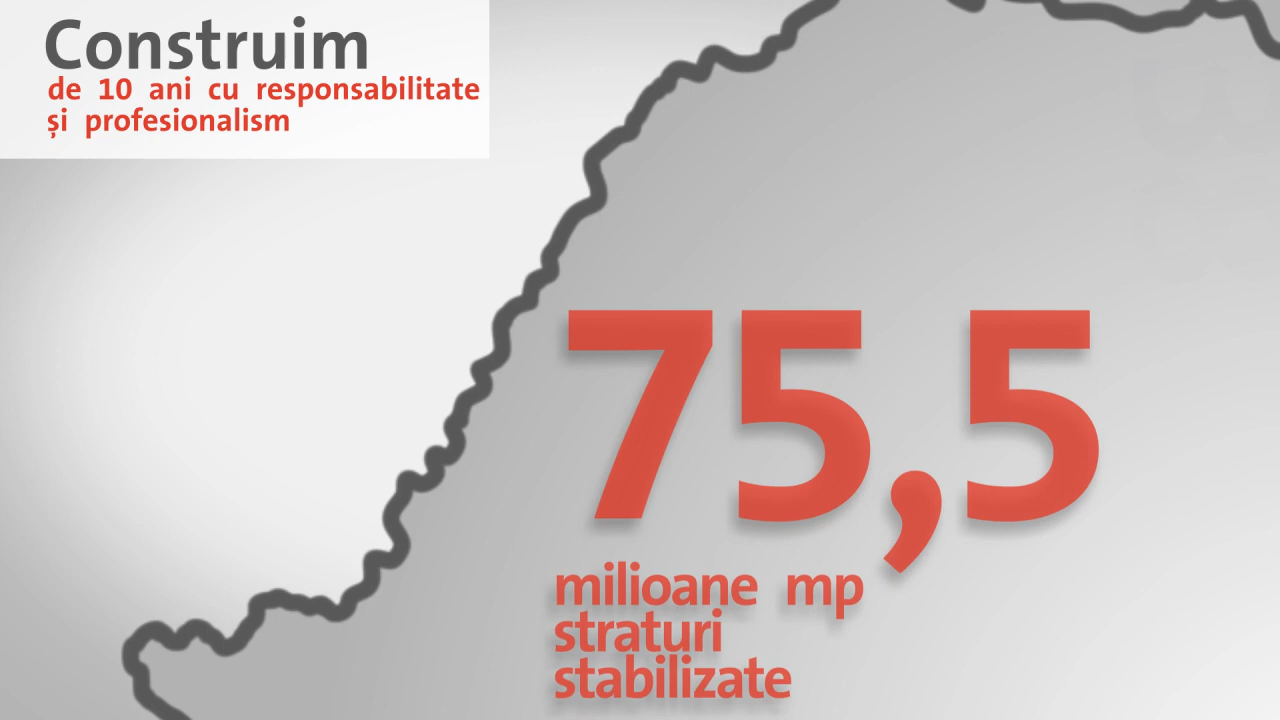 Construim
de 10 ani cu responsabilitate
și profesionalism
75,5
milioane mp
straturi
stabilizate